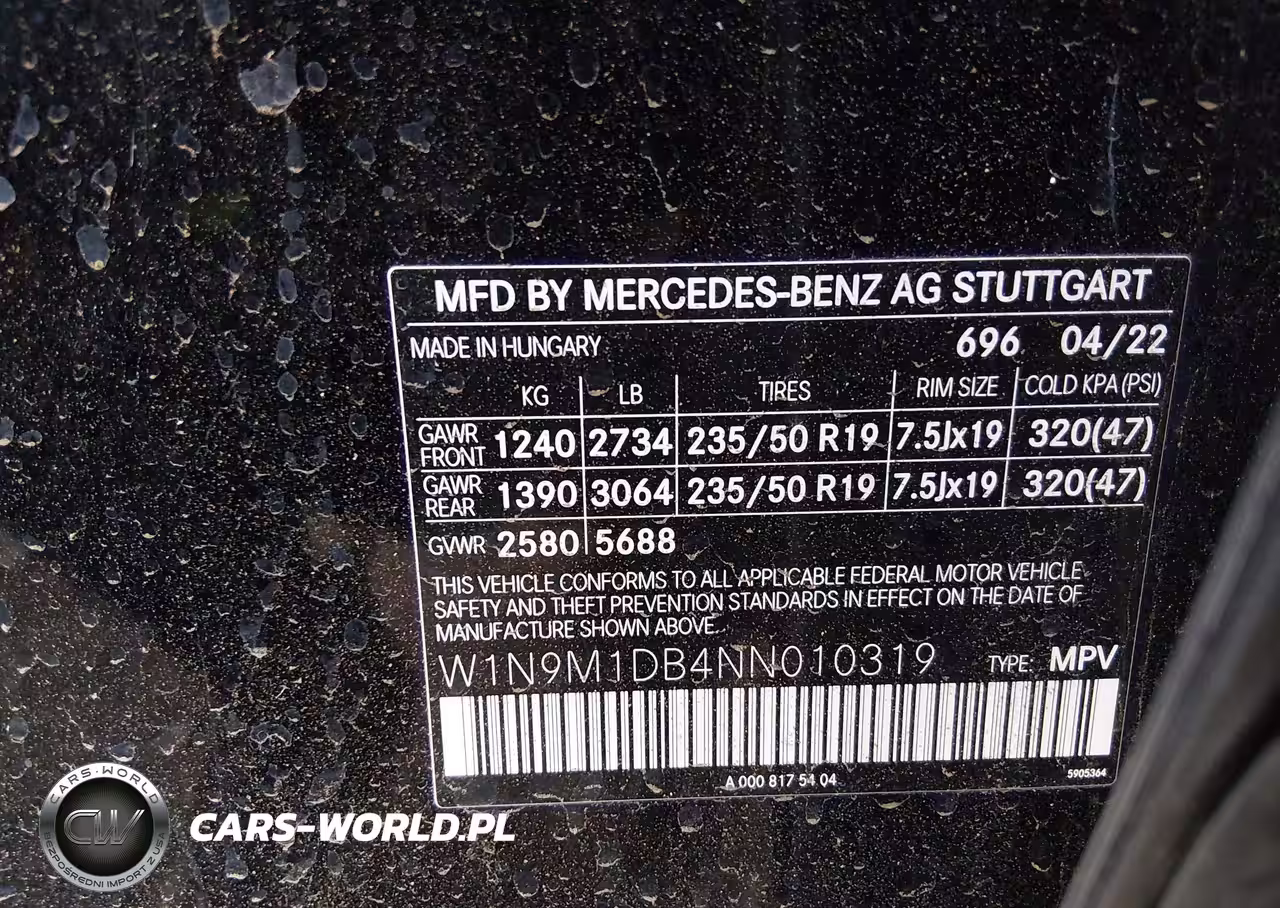 MFD BY MERCEDES-BENZ AG STUTTGART
MADE IN HUNGARY 696 04/22
KG LB TIRES RIM SIZE COLD KPA (PSI)
GAWR FRONT 1240 2734 235/50 R19 7.5Jx19 320(47)
GAWR REAR 1390 3064 235/50 R19 7.5Jx19 320(47)
GVWR 2580 5688
THIS VEHICLE CONFORMS TO ALL APPLICABLE FEDERAL MOTOR VEHICLE
SAFETY AND THEFT PREVENTION STANDARDS IN EFFECT ON THE DATE OF
MANUFACTURE SHOWN ABOVE.
W1N9M1DB4NN010319 TYPE: MPV
A 000 817 54 04 5905364
CARS-WORLD
CW
BEZPOŚREDNI IMPORT Z USA
CARS-WORLD.PL